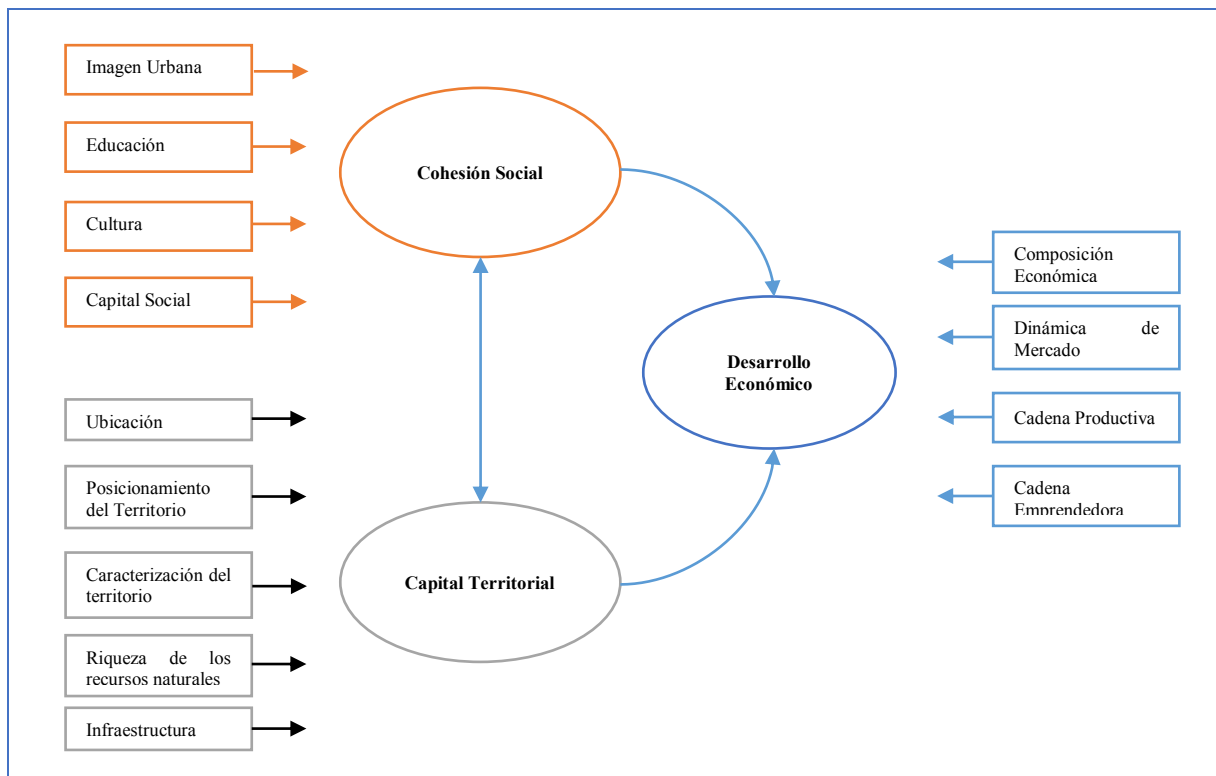 Imagen Urbana
Educación
Cultura
Capital Social
Cohesión Social
Ubicación
Posicionamiento
del Territorio
Caracterización del
territorio
Riqueza de los
recursos naturales
Infraestructura
Capital Territorial
Desarrollo
Económico
Composición
Económica
Dinámica de
Mercado
Cadena Productiva
Cadena
Emprendedora